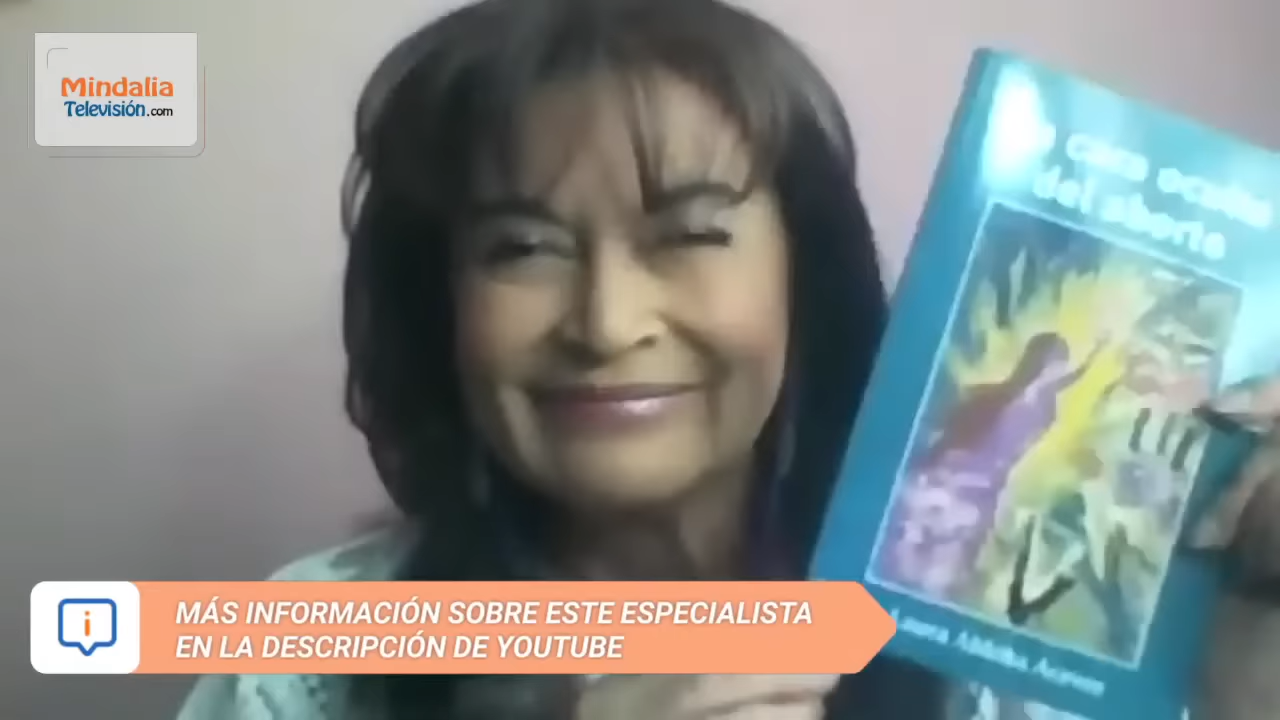 Mindalia
Televisión.com
cara oculta
del aborto
MÁS INFORMACIÓN SOBRE ESTE ESPECIALISTA
EN LA DESCRIPCIÓN DE YOUTUBE